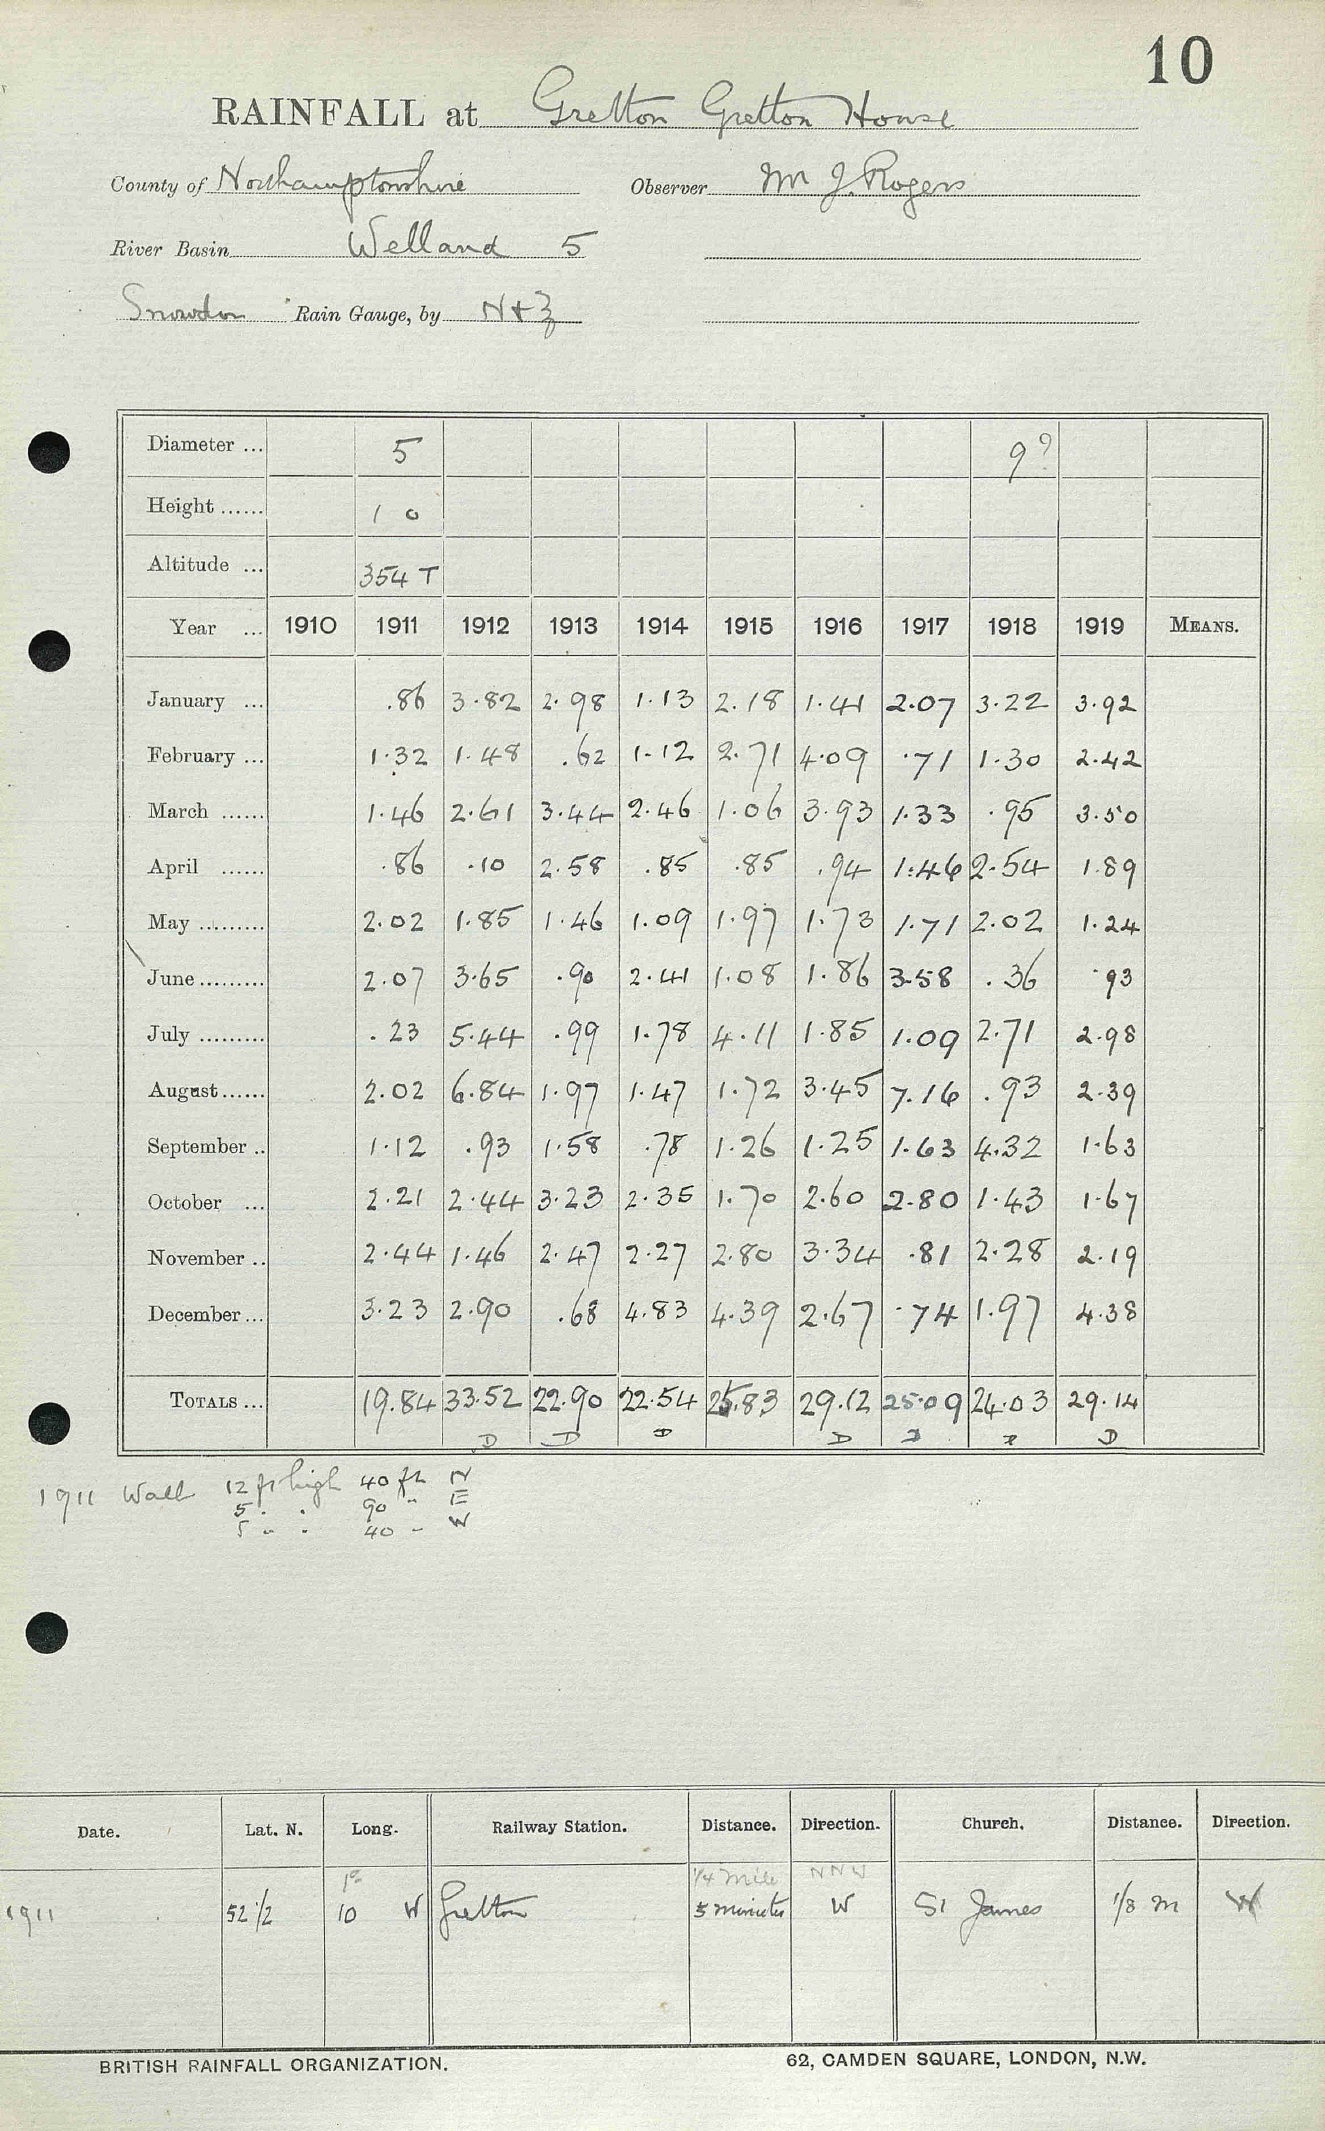 10
RAINFALL at Gretton Gretton House
County of Northamptonshire Observer Mr J. Rogers
River Basin Welland 5
Snowdon Rain Gauge, by N+Z
Diameter ... 5 9?
Height ...... 1 0
Altitude ... 354 T
Year ... 1910 1911 1912 1913 1914 1915 1916 1917 1918 1919 MEANS.
January ... .86 3.82 2.98 1.13 2.18 1.41 2.07 3.22 3.92
February ... 1.32 1.48 .62 1.12 2.71 4.09 .71 1.30 2.42
March ...... 1.46 2.61 3.44 2.46 1.06 3.93 1.33 .95 3.50
April ...... .86 .10 2.58 .85 .85 .94 1.46 2.54 1.89
May ......... 2.02 1.85 1.46 1.09 1.97 1.73 1.71 2.02 1.24
June ......... 2.07 3.65 .90 2.41 1.08 1.86 3.58 .36 .93
July ......... .23 5.44 .99 1.78 4.11 1.85 1.09 2.71 2.98
August ...... 2.02 6.84 1.97 1.47 1.72 3.45 7.16 .93 2.39
September .. 1.12 .93 1.58 .78 1.26 1.25 1.63 4.32 1.63
October ... 2.21 2.44 3.23 2.35 1.70 2.60 2.80 1.43 1.67
November .. 2.44 1.46 2.47 2.27 2.80 3.34 .81 2.28 2.19
December ... 3.23 2.90 .68 4.83 4.39 2.67 .74 1.97 4.38
TOTALS ... 19.84 33.52 22.90 22.54 25.83 29.12 25.09 24.03 29.14
D D D D D D D
1911 Wall 12 ft high 40 ft N
5 " " 90 " E
5 " " 40 " W
Date. Lat. N. Long. Railway Station. Distance. Direction. Church. Distance. Direction.
1/4 mile NNW
1911 52 1/2 10 W Gretton 5 minutes W St James 1/8 m W
BRITISH RAINFALL ORGANIZATION. 62, CAMDEN SQUARE, LONDON, N.W.